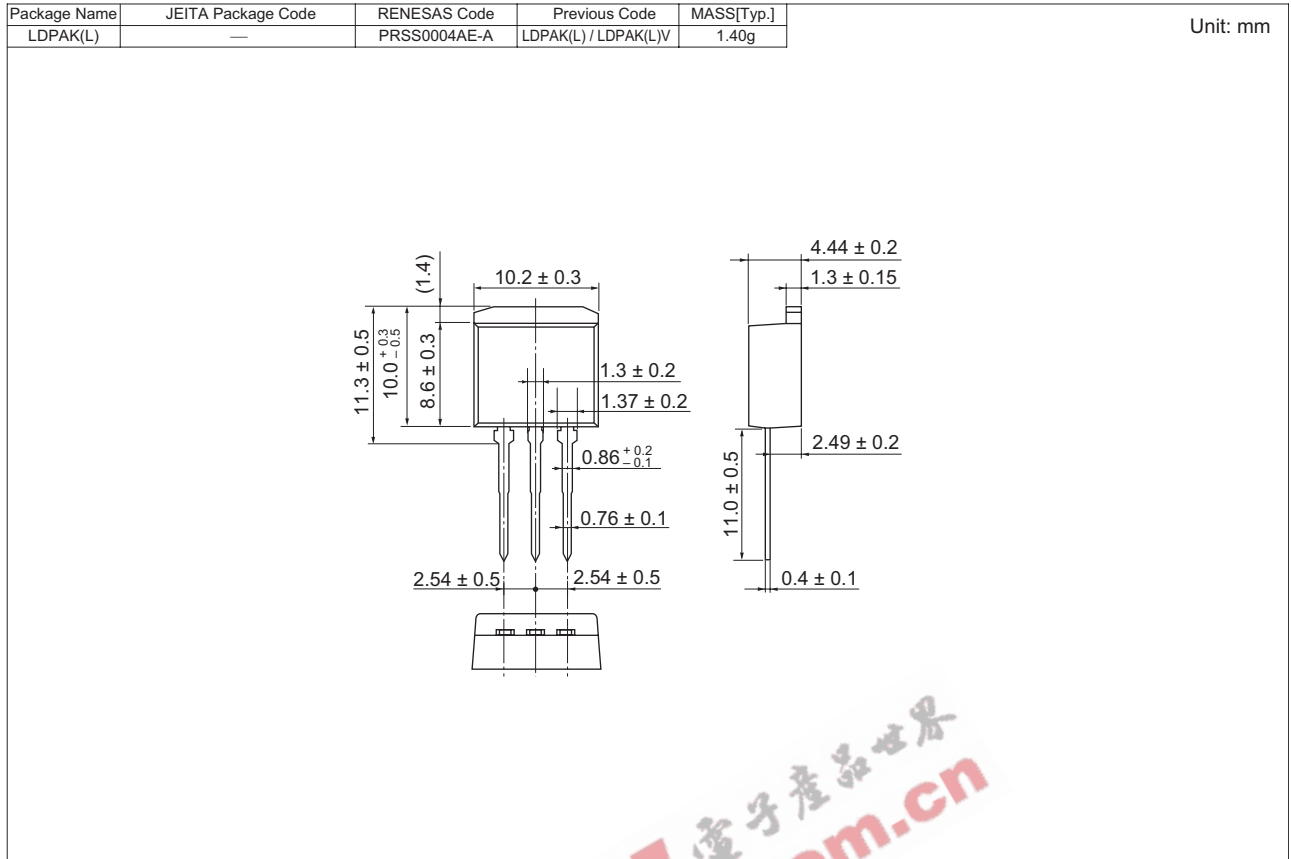 Package Name JEITA Package Code RENESAS Code Previous Code MASS[Typ.]
LDPAK(L) — PRSS0004AE-A LDPAK(L) / LDPAK(L)V 1.40g
Unit: mm
4.44 ± 0.2
1.3 ± 0.15
(1.4)
10.2 ± 0.3
11.3 ± 0.5
10.0 + 0.3 – 0.5
8.6 ± 0.3
1.3 ± 0.2
1.37 ± 0.2
2.49 ± 0.2
0.86 + 0.2 – 0.1
11.0 ± 0.5
0.76 ± 0.1
2.54 ± 0.5
2.54 ± 0.5
0.4 ± 0.1
電子產品世界
m.cn